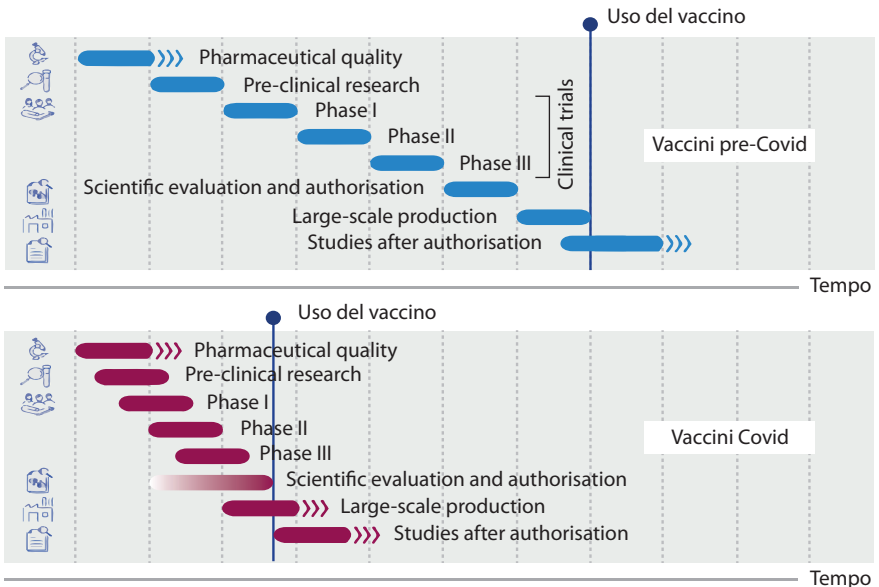 Uso del vaccino
Pharmaceutical quality
Pre-clinical research
Phase I
Phase II
Phase III
Clinical trials
Vaccini pre-Covid
Scientific evaluation and authorisation
Large-scale production
Studies after authorisation
Tempo
Uso del vaccino
Pharmaceutical quality
Pre-clinical research
Phase I
Phase II
Phase III
Vaccini Covid
Scientific evaluation and authorisation
Large-scale production
Studies after authorisation
Tempo